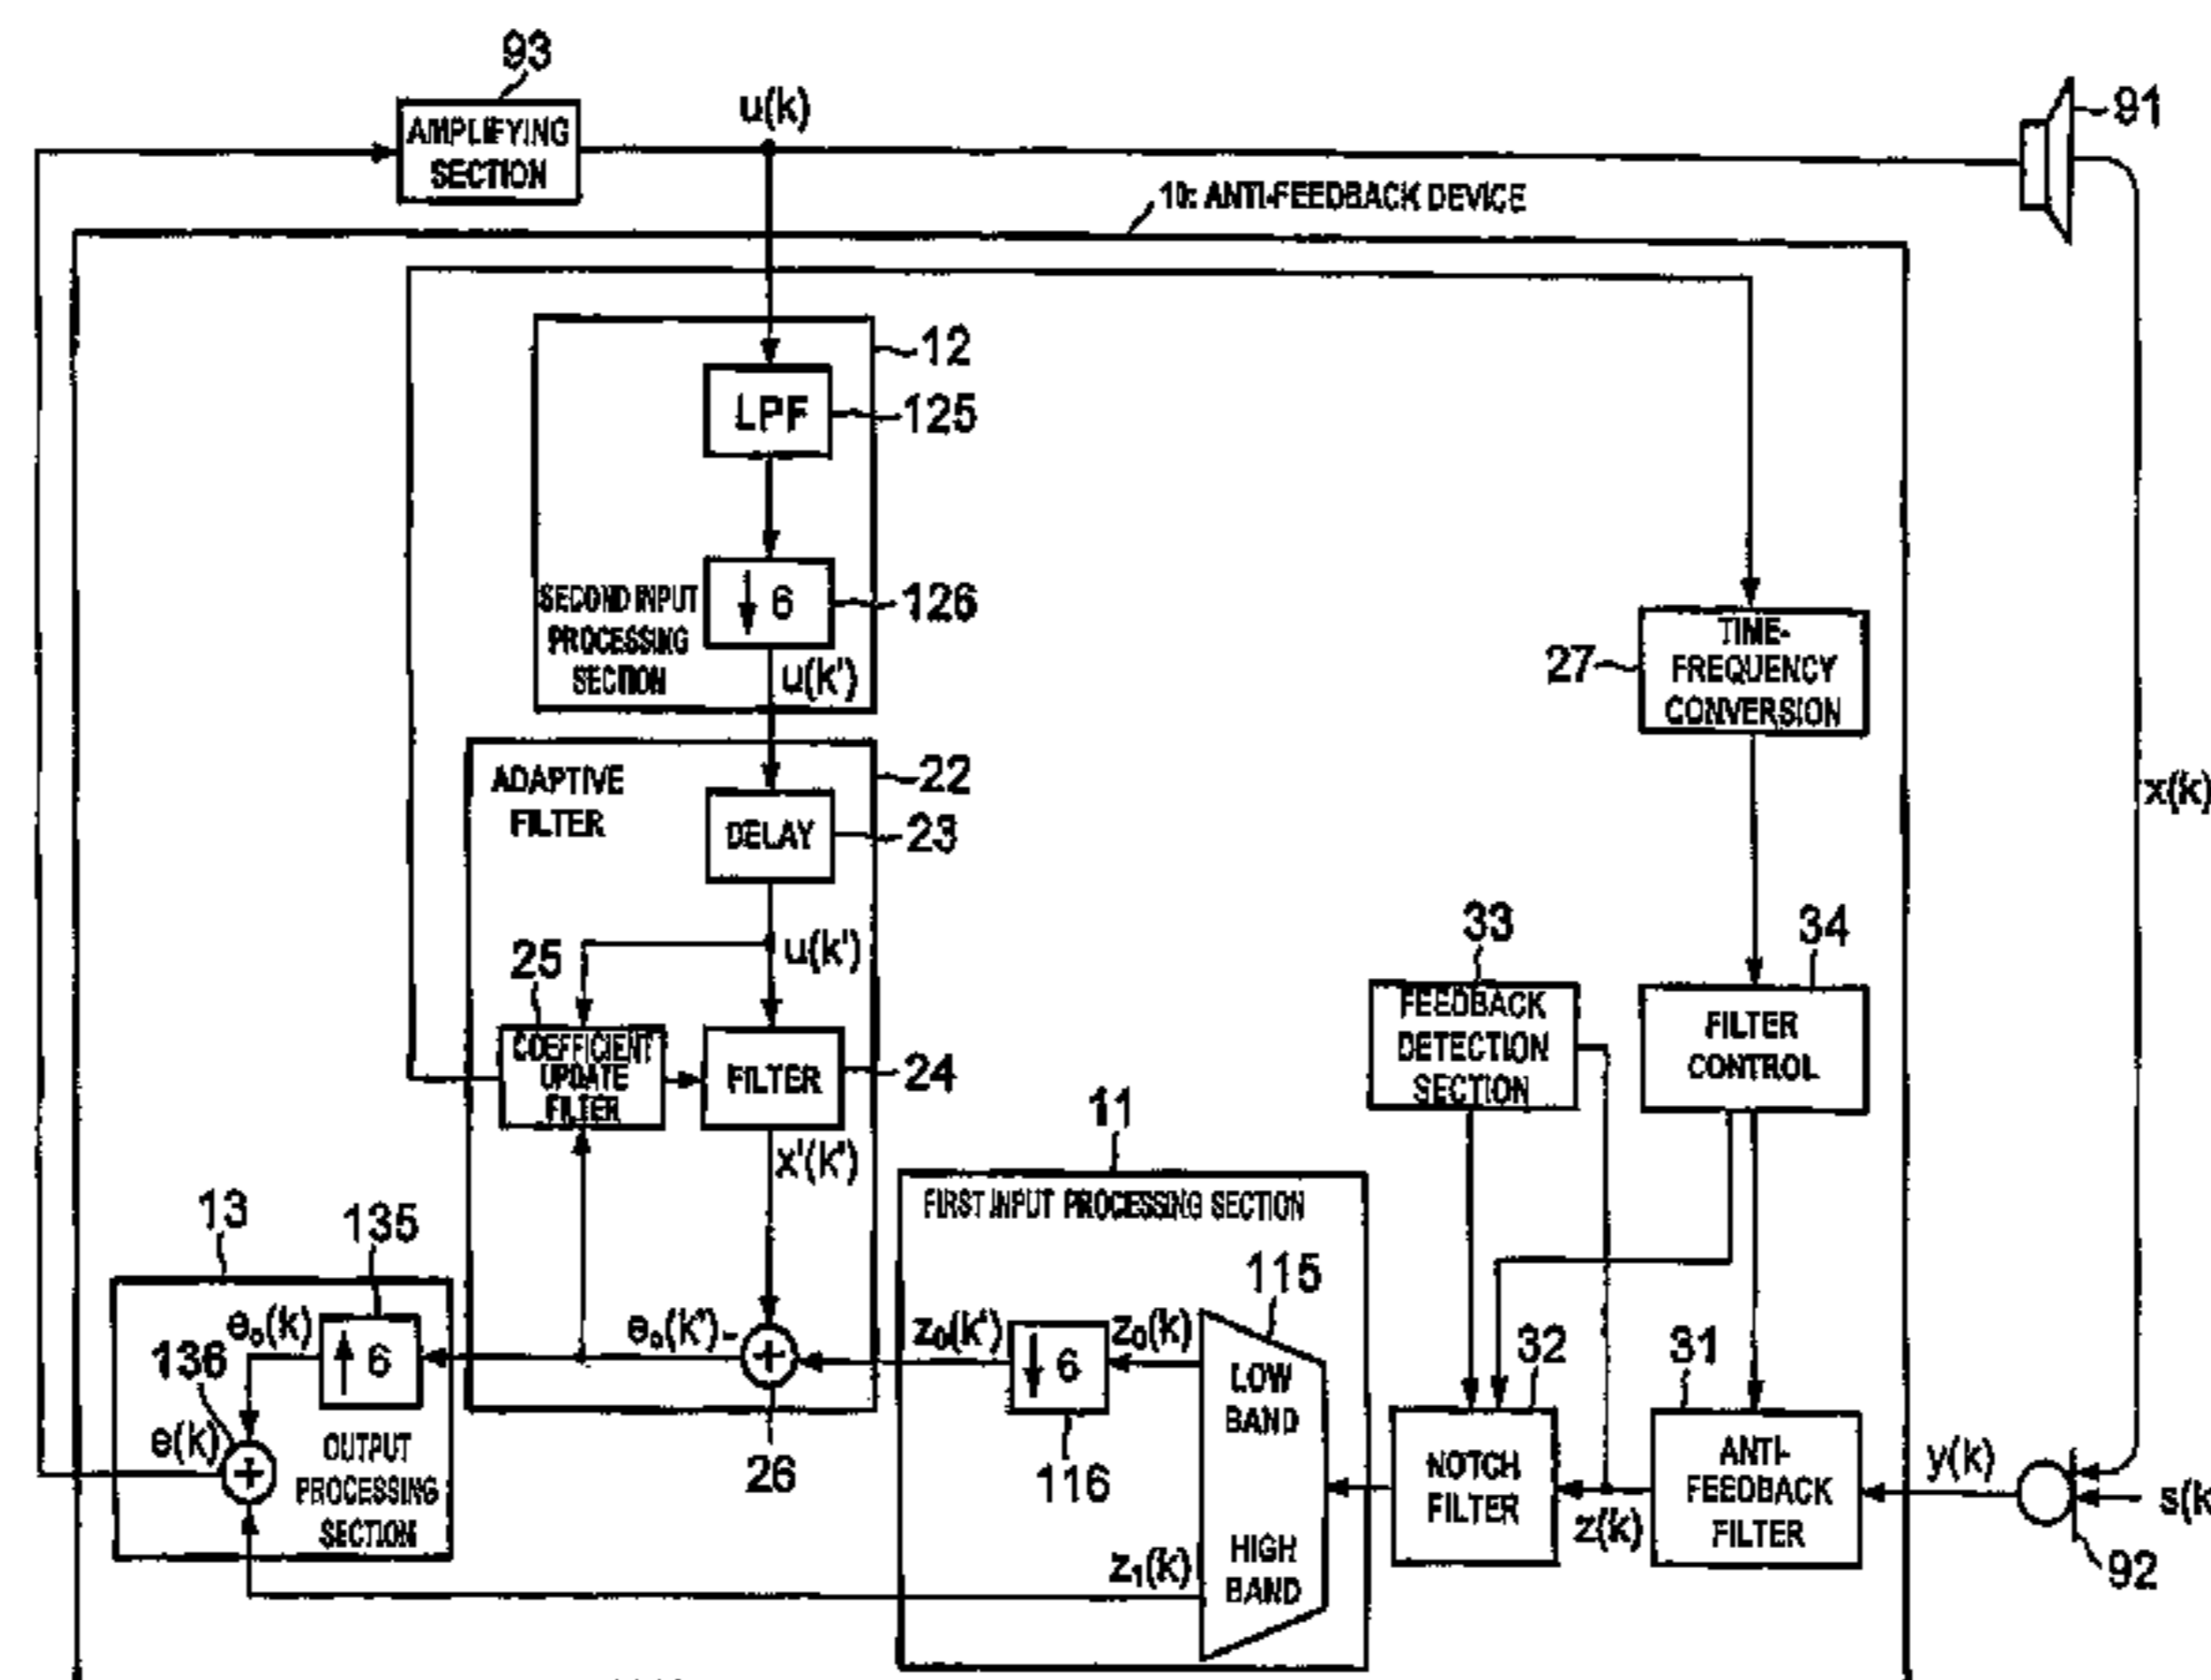 93
u(k)
91
AMPLIFYING
SECTION
10: ANTI-FEEDBACK DEVICE
12
LPF
125
↓ 6
126
SECOND INPUT
PROCESSING
SECTION
u(k')
TIME-
FREQUENCY
CONVERSION
27
ADAPTIVE
FILTER
22
DELAY
23
x(k)
33
34
25
u(k')
FEEDBACK
DETECTION
SECTION
FILTER
CONTROL
COEFFICIENT
UPDATE
FILTER
FILTER
24
11
x'(k')
FIRST INPUT PROCESSING SECTION
13
135
115
e₀(k)
↑ 6
e₀(k')
-
+
z₀(k')
↓ 6
z₀(k)
LOW
BAND
32
31
136
e(k)
+
OUTPUT
PROCESSING
SECTION
26
116
NOTCH
FILTER
z(k)
ANTI-
FEEDBACK
FILTER
y(k)
s(k
92
z₁(k)
HIGH
BAND